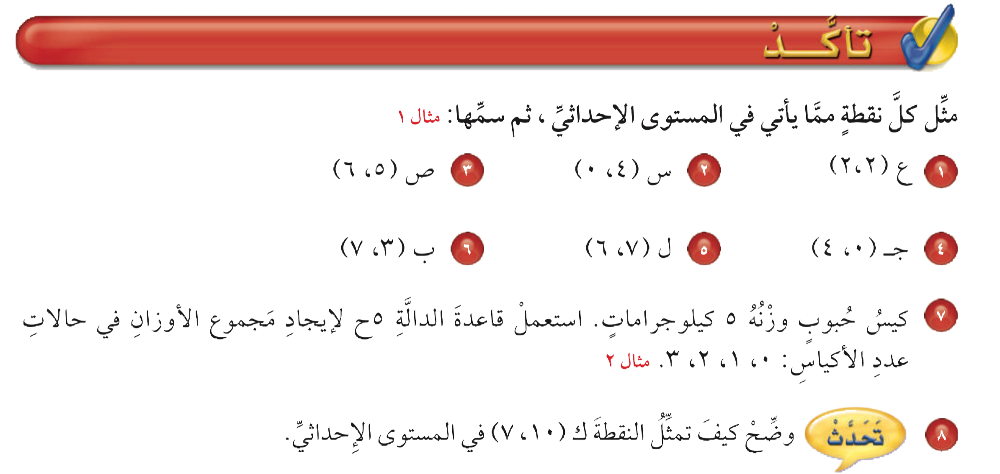 تأكَّـــدْ
مثِّل كلَّ نقطةٍ ممَّا يأتي في المستوى الإحداثيِّ ، ثم سمِّها: مثال ١
١ ع (٢،٢) ٢ س (٤، ٠) ٣ ص (٥، ٦)
٤ جـ (٠، ٤) ٥ ل (٧، ٦) ٦ ب (٣، ٧)
٧ كيسُ حُبوبٍ وزْنُهُ ٥ كيلوجراماتٍ. استعملْ قاعدةَ الدالَّةِ ٥ح لإيجادِ مَجموع الأوزانِ في حالاتِ
عددِ الأكياسِ: ٠، ١، ٢، ٣. مثال ٢
٨ تَحَدَّثْ وضِّحْ كيفَ تمثِّلُ النقطةَ ك (١٠، ٧) في المستوى الإِحداثيِّ.